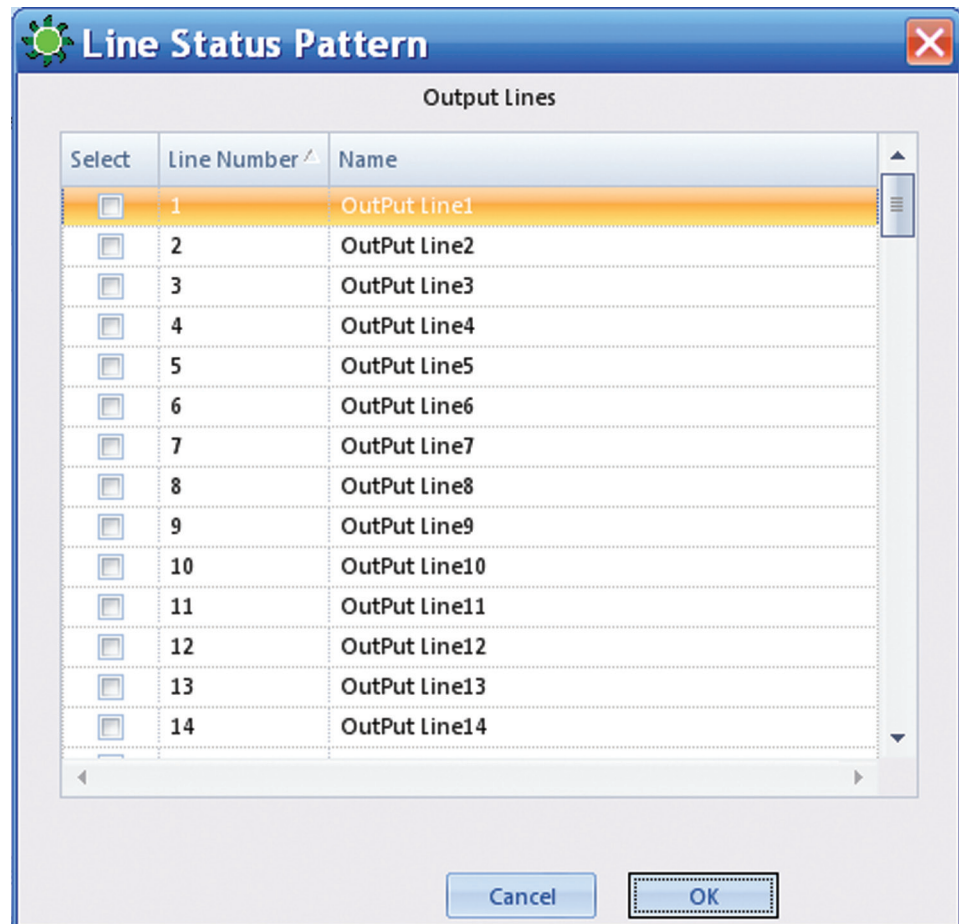 Line Status Pattern
Output Lines
Select Line Number Name
1 OutPut Line1
2 OutPut Line2
3 OutPut Line3
4 OutPut Line4
5 OutPut Line5
6 OutPut Line6
7 OutPut Line7
8 OutPut Line8
9 OutPut Line9
10 OutPut Line10
11 OutPut Line11
12 OutPut Line12
13 OutPut Line13
14 OutPut Line14
Cancel OK